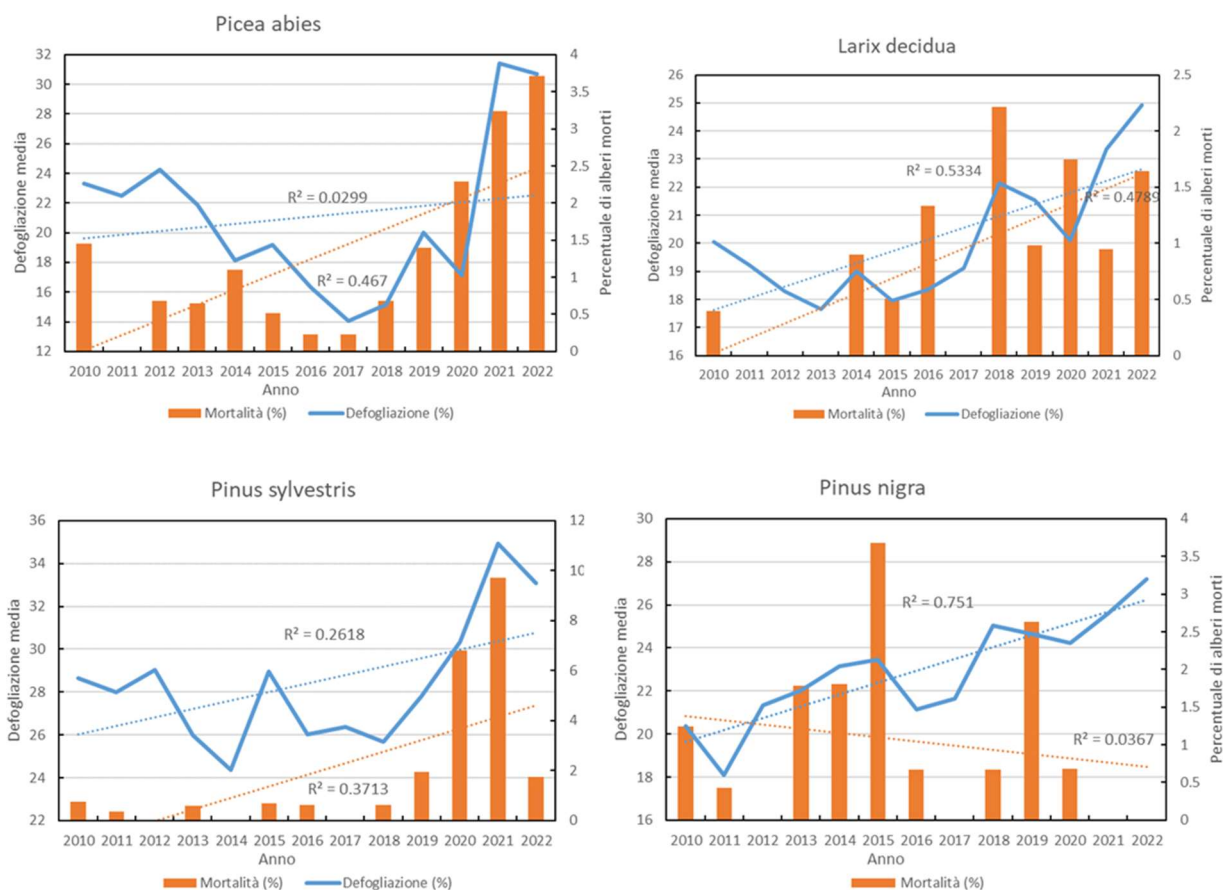 Picea abies
32
30
28
26
24
22
20
18
16
14
12
Defogliazione media
4
3.5
3
2.5
2
1.5
1
0.5
0
Percentuale di alberi morti
R² = 0.0299
R² = 0.467
2010 2011 2012 2013 2014 2015 2016 2017 2018 2019 2020 2021 2022
Anno
Mortalità (%) Defogliazione (%)
Larix decidua
26
25
24
23
22
21
20
19
18
17
16
Defogliazione media
2.5
2
1.5
1
0.5
0
Percentuale di alberi morti
R² = 0.5334
R² = 0.4789
2010 2011 2012 2013 2014 2015 2016 2017 2018 2019 2020 2021 2022
Anno
Mortalità (%) Defogliazione (%)
Pinus sylvestris
36
34
32
30
28
26
24
22
Defogliazione media
12
10
8
6
4
2
0
R² = 0.2618
R² = 0.3713
2010 2011 2012 2013 2014 2015 2016 2017 2018 2019 2020 2021 2022
Anno
Mortalità (%) Defogliazione (%)
Pinus nigra
30
28
26
24
22
20
18
16
Defogliazione media
4
3.5
3
2.5
2
1.5
1
0.5
0
Percentuale di alberi morti
R² = 0.751
R² = 0.0367
2010 2011 2012 2013 2014 2015 2016 2017 2018 2019 2020 2021 2022
Anno
Mortalità (%) Defogliazione (%)